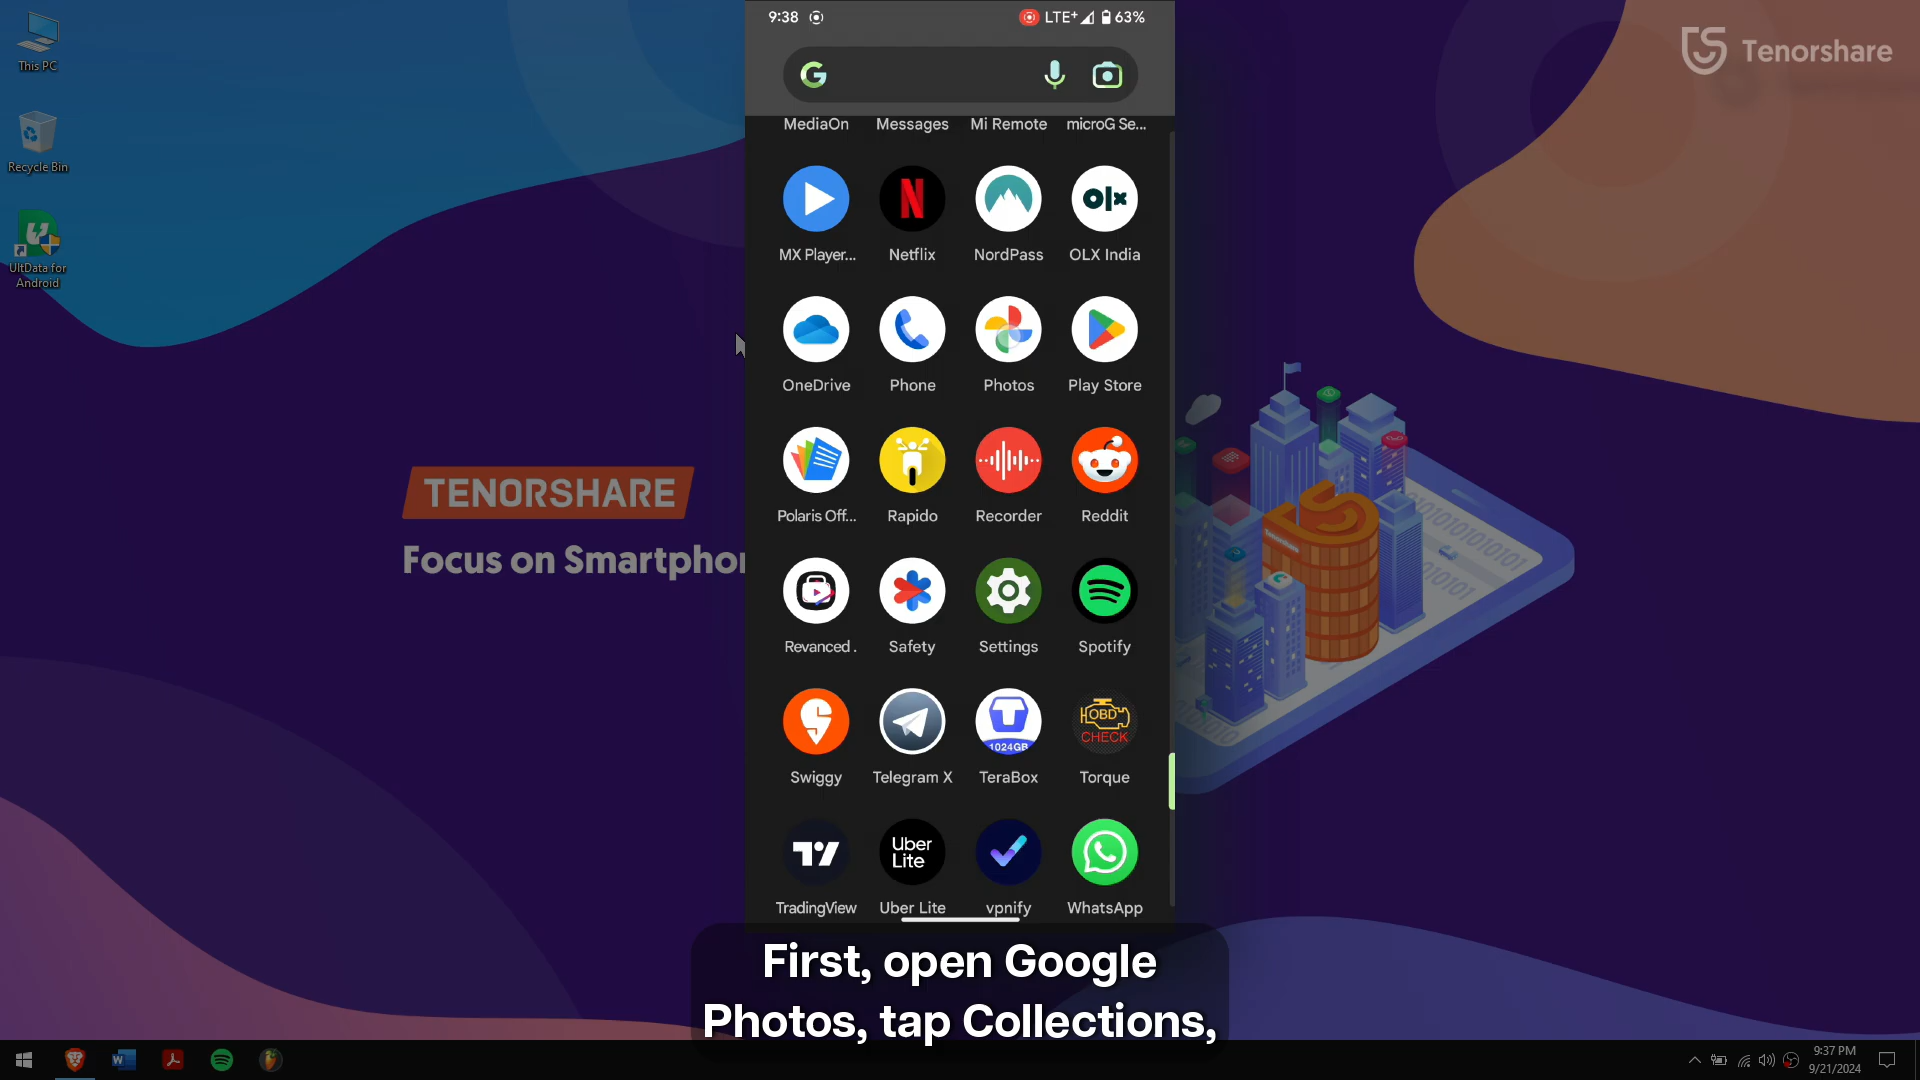 This PC
Recycle Bin
UltData for
Android
9:38
LTE+
63%
Tenorshare
G
MediaOn
Messages
Mi Remote
microG Se...
N
olx
MX Player...
Netflix
NordPass
OLX India
OneDrive
Phone
Photos
Play Store
Polaris Off...
Rapido
Recorder
Reddit
TENORSHARE
Focus on Smartphon
Revanced .
Safety
Settings
Spotify
1024GB
OBD
CHECK
Swiggy
Telegram X
TeraBox
Torque
Uber
Lite
TradingView
Uber Lite
vpnify
WhatsApp
First, open Google
Photos, tap Collections,
9:37 PM
9/21/2024